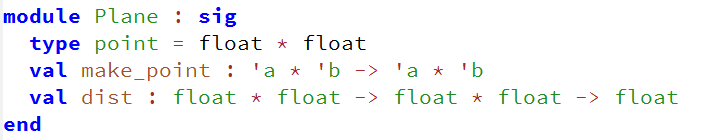 module Plane : sig
  type point = float * float
  val make_point : 'a * 'b -> 'a * 'b
  val dist : float * float -> float * float -> float
end